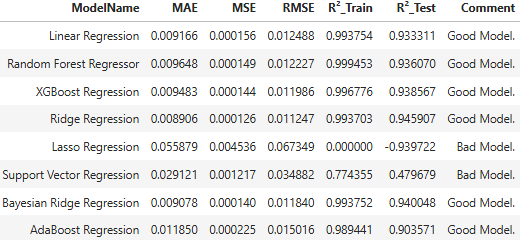 ModelName MAE MSE RMSE R²_Train R²_Test Comment
Linear Regression 0.009166 0.000156 0.012488 0.993754 0.933311 Good Model.
Random Forest Regressor 0.009648 0.000149 0.012227 0.999453 0.936070 Good Model.
XGBoost Regression 0.009483 0.000144 0.011986 0.996776 0.938567 Good Model.
Ridge Regression 0.008906 0.000126 0.011247 0.993703 0.945907 Good Model.
Lasso Regression 0.055879 0.004536 0.067349 0.000000 -0.939722 Bad Model.
Support Vector Regression 0.029121 0.001217 0.034882 0.774355 0.479679 Bad Model.
Bayesian Ridge Regression 0.009078 0.000140 0.011840 0.993752 0.940048 Good Model.
AdaBoost Regression 0.011850 0.000225 0.015016 0.989441 0.903571 Good Model.